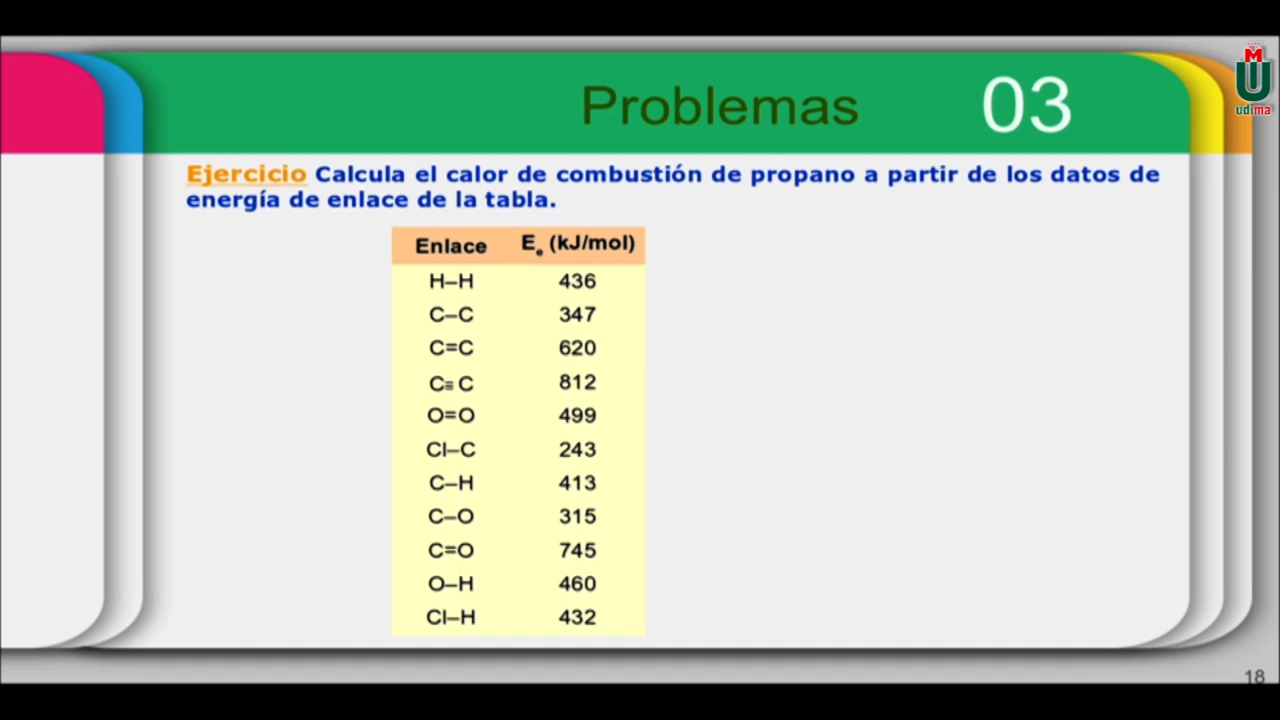 Problemas 03
M
U
udima
Ejercicio Calcula el calor de combustión de propano a partir de los datos de
energía de enlace de la tabla.
Enlace Ee (kJ/mol)
H–H 436
C–C 347
C=C 620
C≡C 812
O=O 499
Cl–C 243
C–H 413
C–O 315
C=O 745
O–H 460
Cl–H 432
18